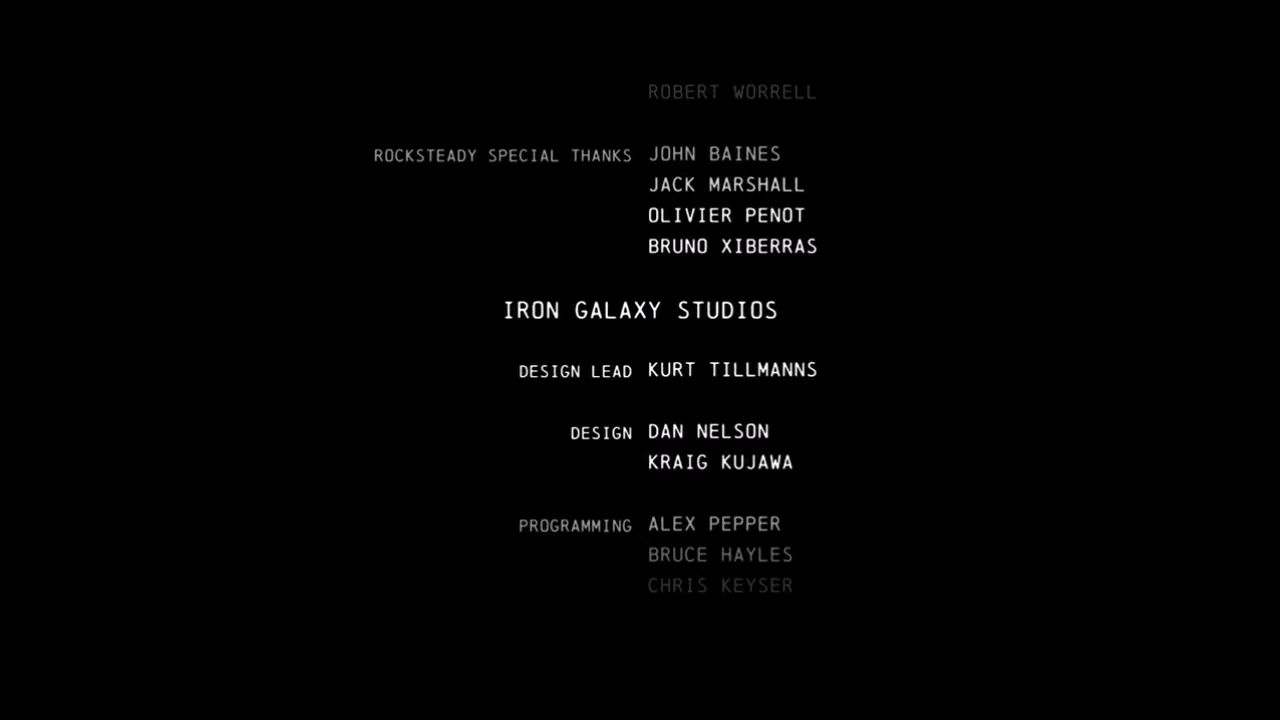 ROBERT WORRELL
ROCKSTEADY SPECIAL THANKS JOHN BAINES
JACK MARSHALL
OLIVIER PENOT
BRUNO XIBERRAS
IRON GALAXY STUDIOS
DESIGN LEAD KURT TILLMANNS
DESIGN DAN NELSON
KRAIG KUJAWA
PROGRAMMING ALEX PEPPER
BRUCE HAYLES
CHRIS KEYSER